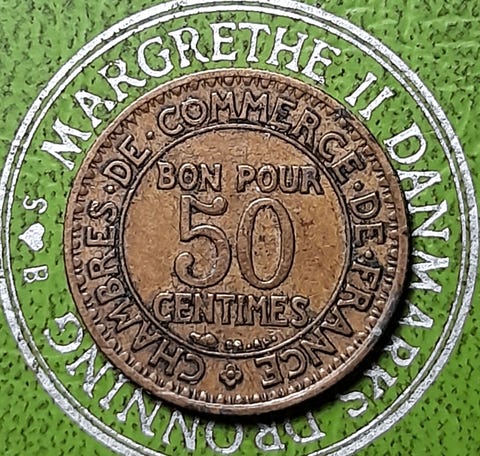 MARGRETHE II DANMARKS DRONNING
B ♥ S
CHAMBRES·DE·COMMERCE·DE·FRANCE
BON POUR
50
CENTIMES